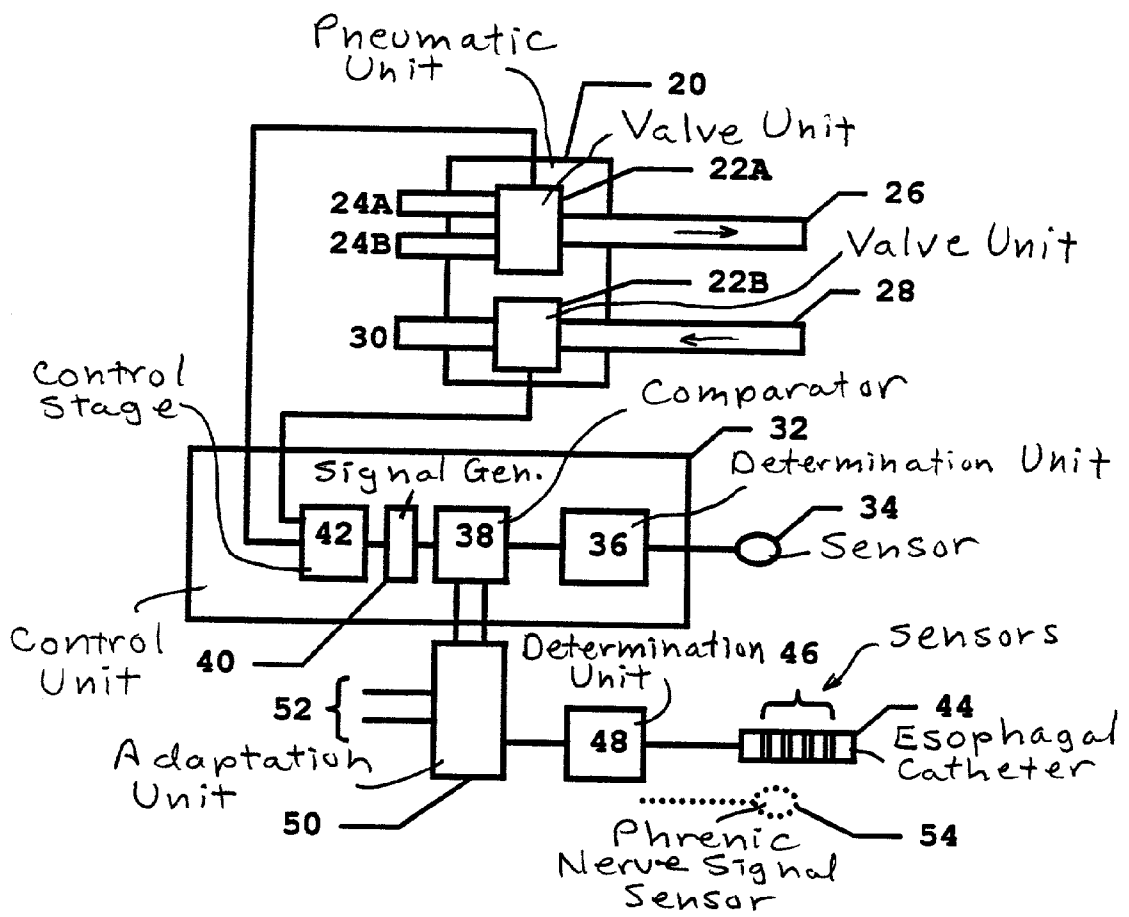 Pneumatic
Unit
20
Valve Unit
22A
24A
26
24B
Valve Unit
22B
28
30
Control
Stage
Comparator
32
Signal Gen.
Determination Unit
34
42
38
36
Sensor
Control
Unit
40
Determination
Unit
46
Sensors
52
44
48
Esophagal
Catheter
Adaptation
Unit
50
54
Phrenic
Nerve Signal
Sensor